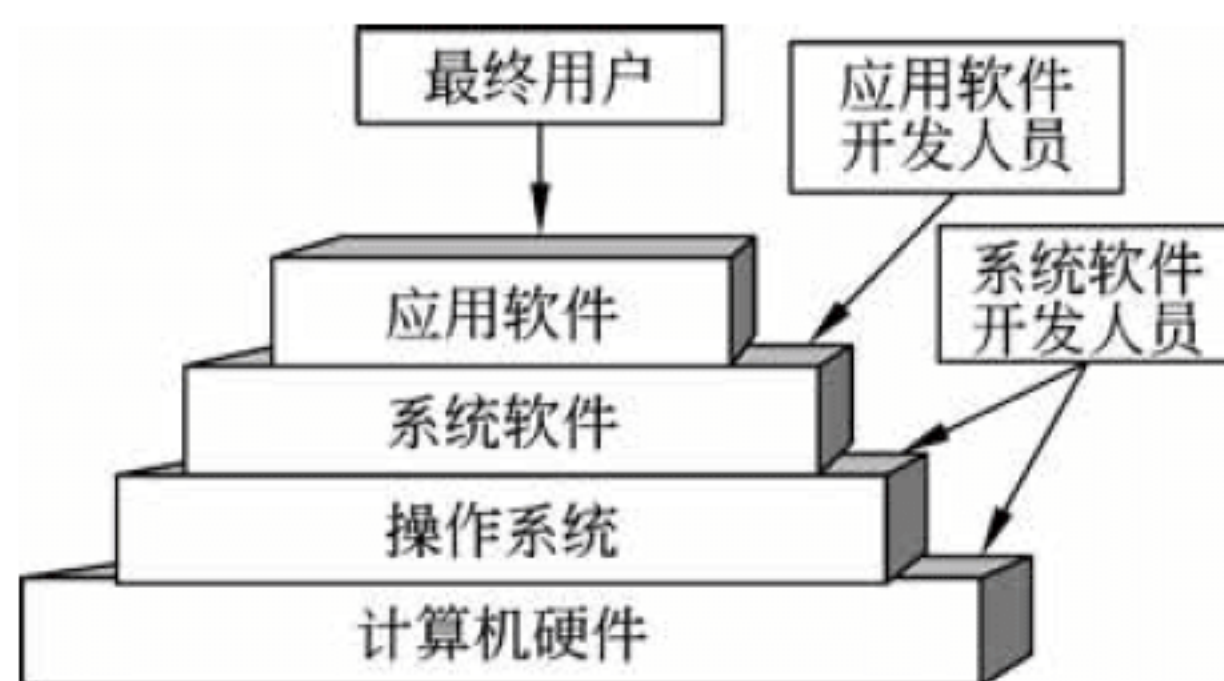 最终用户
应用软件
开发人员
系统软件
开发人员
应用软件
系统软件
操作系统
计算机硬件